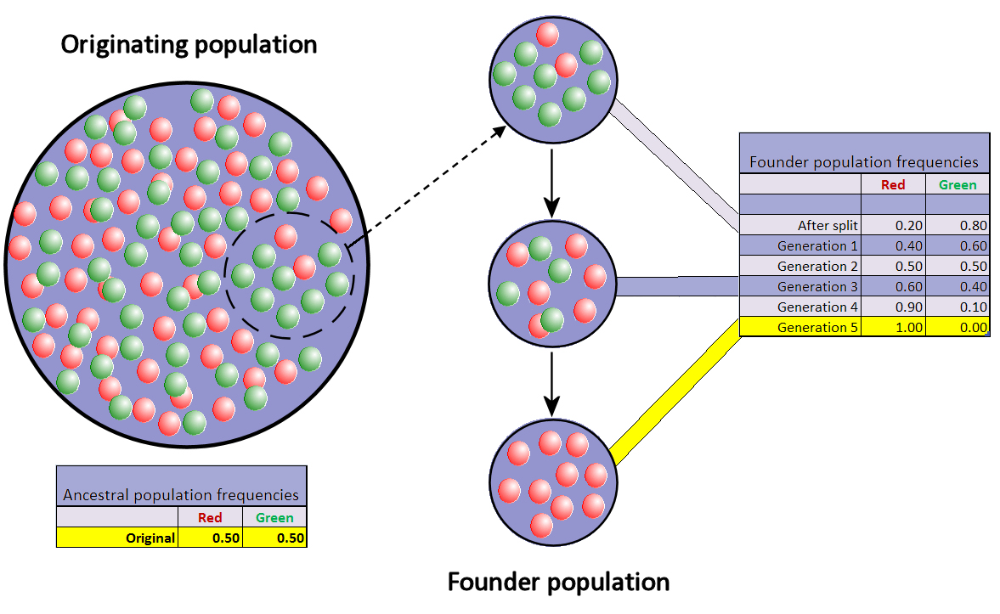 Originating population
Founder population frequencies
Red Green
After split 0.20 0.80
Generation 1 0.40 0.60
Generation 2 0.50 0.50
Generation 3 0.60 0.40
Generation 4 0.90 0.10
Generation 5 1.00 0.00
Ancestral population frequencies
Red Green
Original 0.50 0.50
Founder population